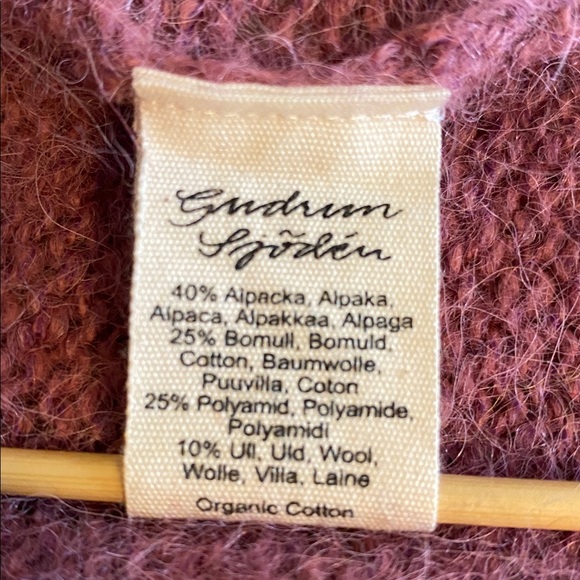 Gudrun
Sjödén
40% Alpacka, Alpaka,
Alpaca, Alpakkaa, Alpaga
25% Bomull, Bomuld,
Cotton, Baumwolle,
Puuvilla, Coton
25% Polyamid, Polyamide,
Polyamidi
10% Ull, Uld, Wool,
Wolle, Villa, Laine
Organic Cotton